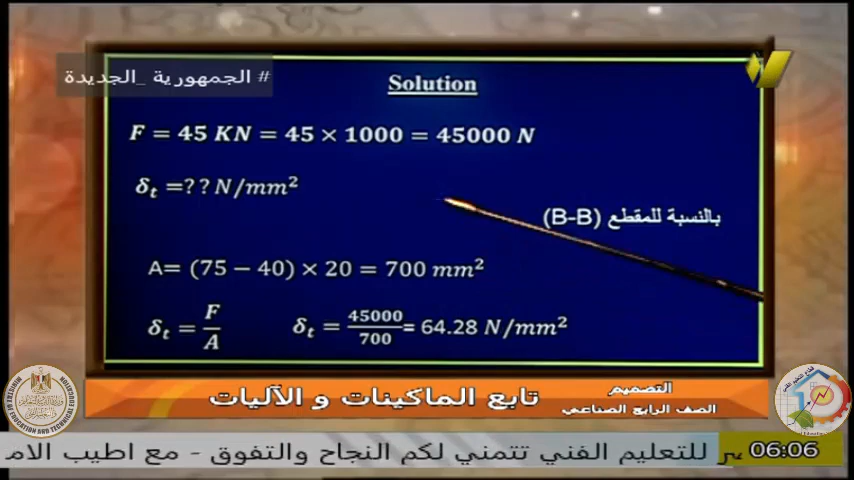 # الجمهورية _الجديدة
Solution
F = 45 KN = 45 × 1000 = 45000 N
δt =?? N/mm²
بالنسبة للمقطع (B-B)
A= (75 − 40) × 20 = 700 mm²
δt = F/A δt = 45000/700 = 64.28 N/mm²
التصميم
الصف الرابع الصناعي
تابع الماكينات و الآليات
للتعليم الفني تتمني لكم النجاح والتفوق - مع اطيب الام
06:06